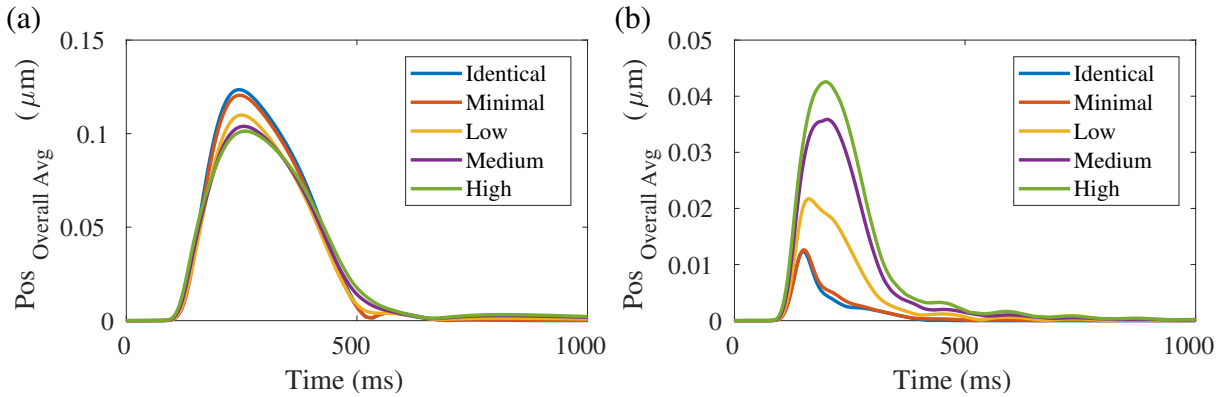 (a)
0.15
0.1
0.05
0
Pos Overall Avg (μm)
0
500
1000
Time (ms)
Identical
Minimal
Low
Medium
High
(b)
0.05
0.04
0.03
0.02
0.01
0
Pos Overall Avg (μm)
0
500
1000
Time (ms)
Identical
Minimal
Low
Medium
High